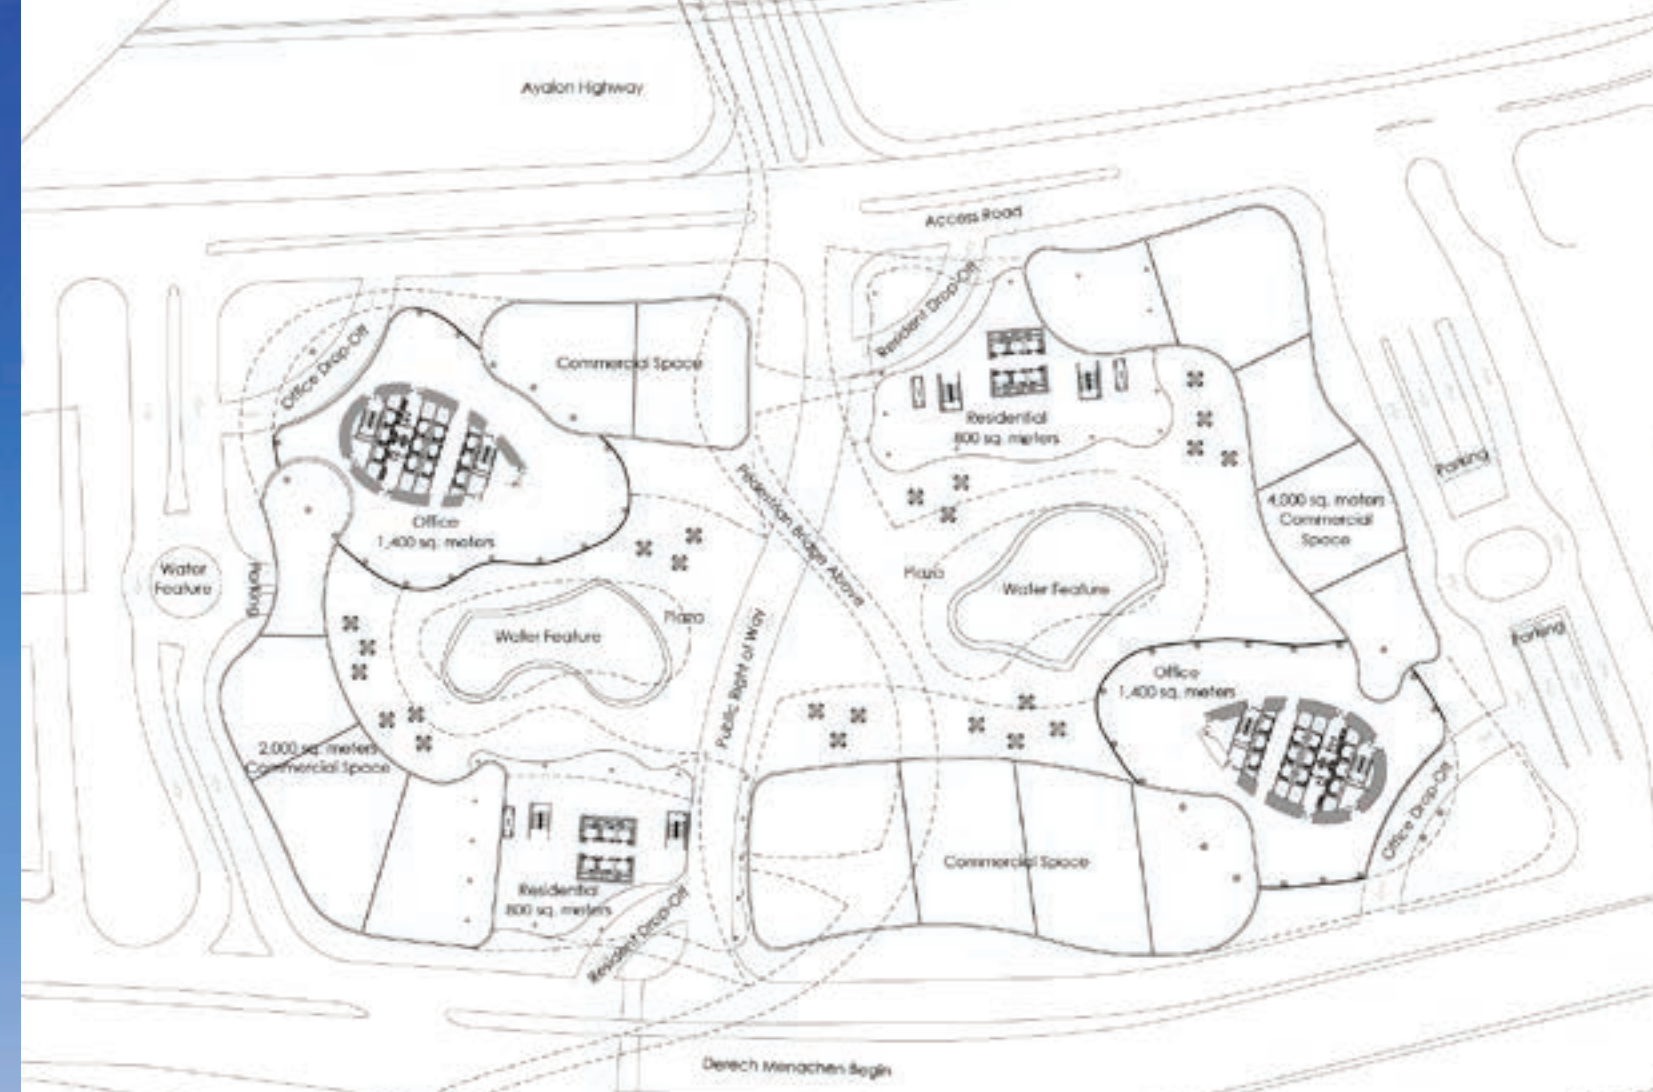 Ayalon Highway
Access Road
Resident Drop-Off
Office Drop-Off
Commercial Space
Residential
800 sq. meters
Parking
4,000 sq. meters
Commercial
Space
Pedestrian Bridge Above
Office
1,400 sq. meters
Water
Feature
Parking
Plaza
Water Feature
Plaza
Water Feature
Public Right of Way
Parking
Office
1,400 sq. meters
2,000 sq. meters
Commercial Space
Office Drop-Off
Commercial Space
Residential
800 sq. meters
Resident Drop-Off
Derech Menachen Begin